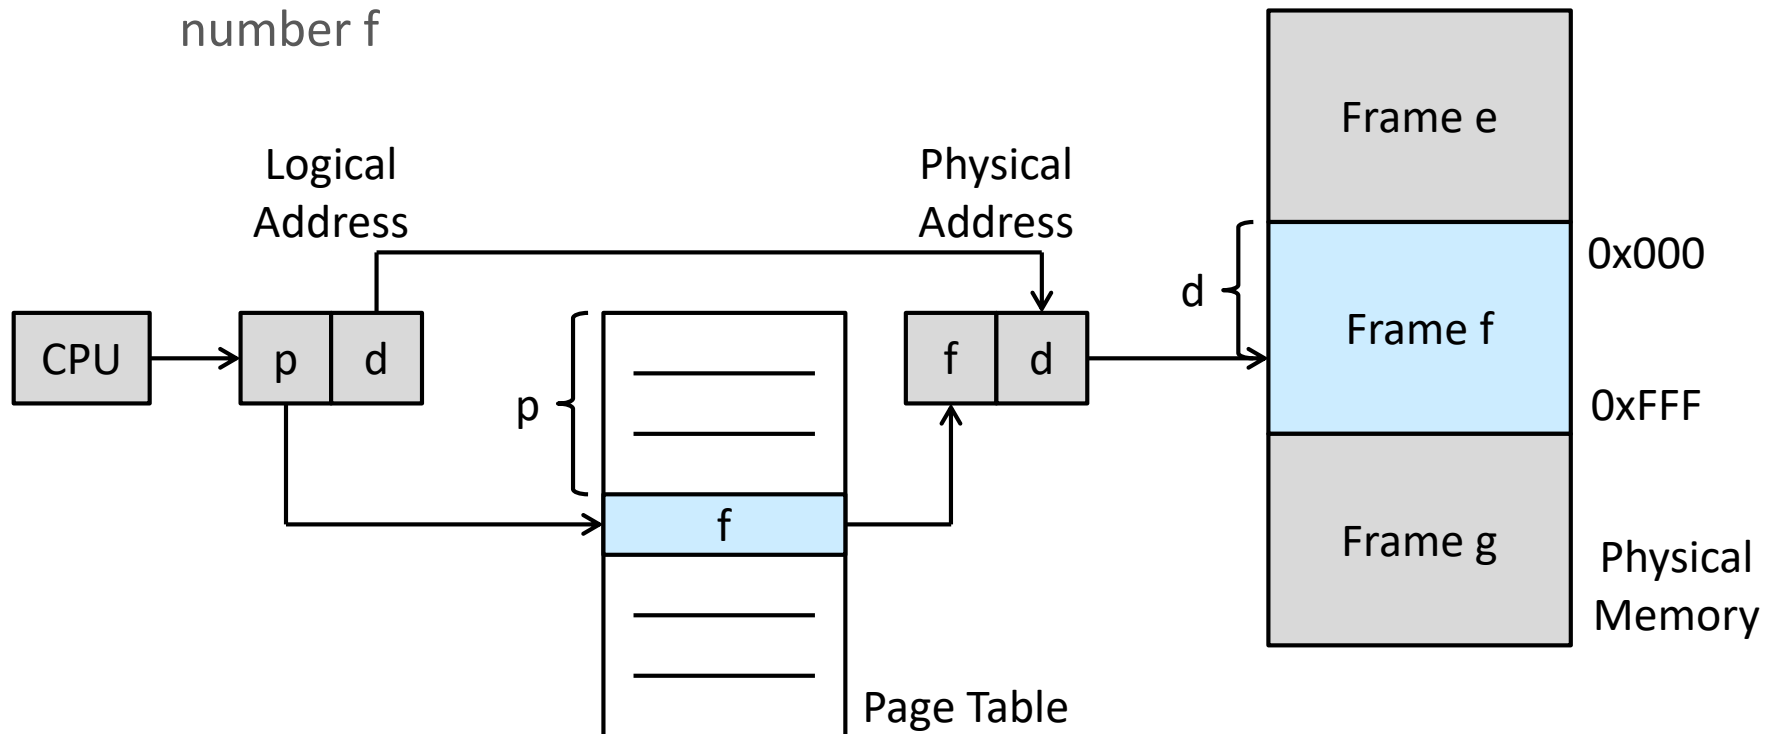 number f
Logical
Address
Physical
Address
CPU
p
d
p
f
Page Table
f
d
d
Frame e
Frame f
Frame g
0x000
0xFFF
Physical
Memory